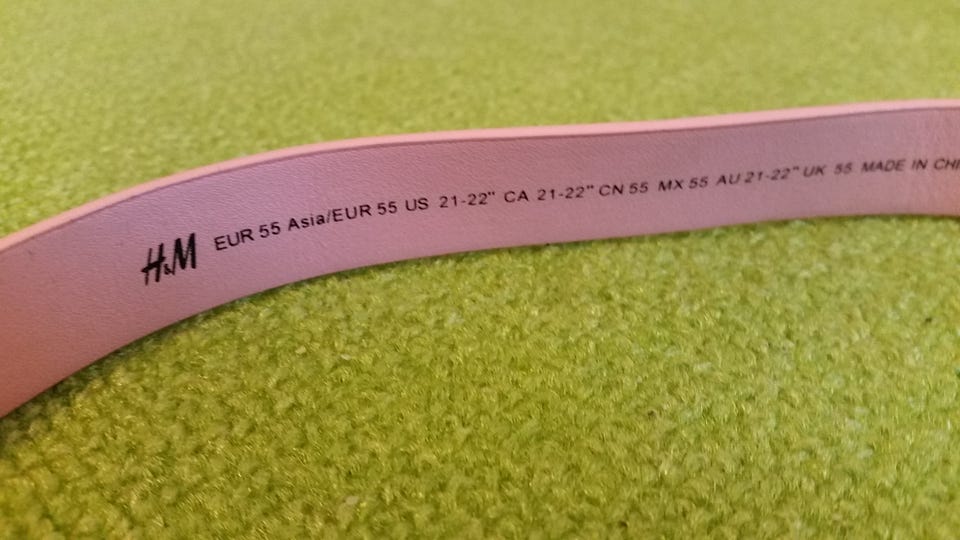 H&M EUR 55 Asia/EUR 55 US 21-22" CA 21-22" CN 55 MX 55 AU 21-22" UK 55 MADE IN CHI